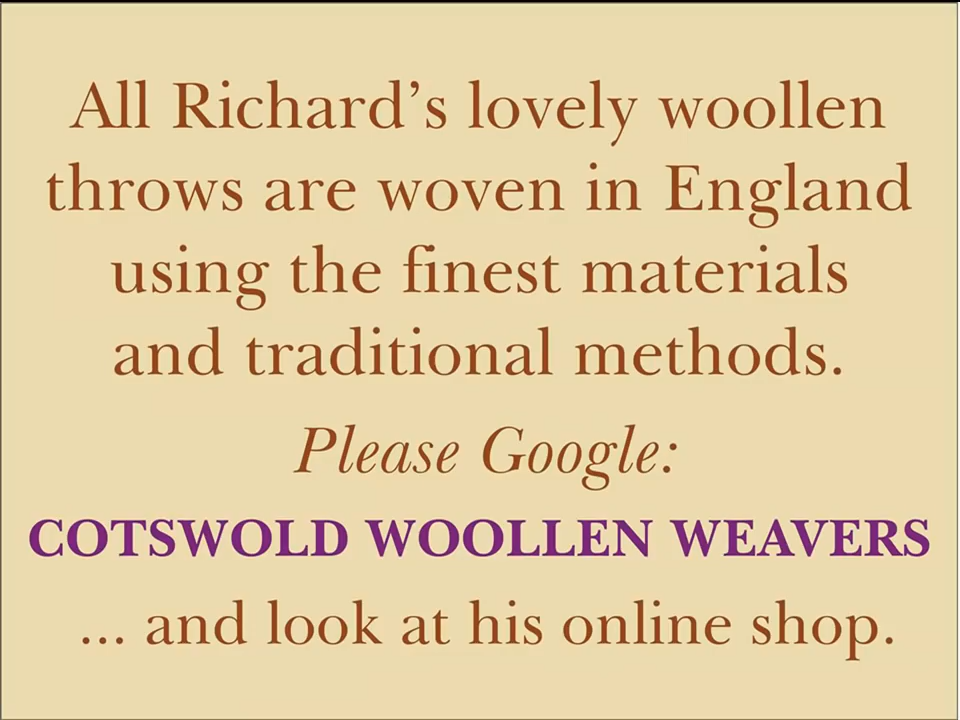 All Richard’s lovely woollen
throws are woven in England
using the finest materials
and traditional methods.
Please Google:
COTSWOLD WOOLLEN WEAVERS
... and look at his online shop.